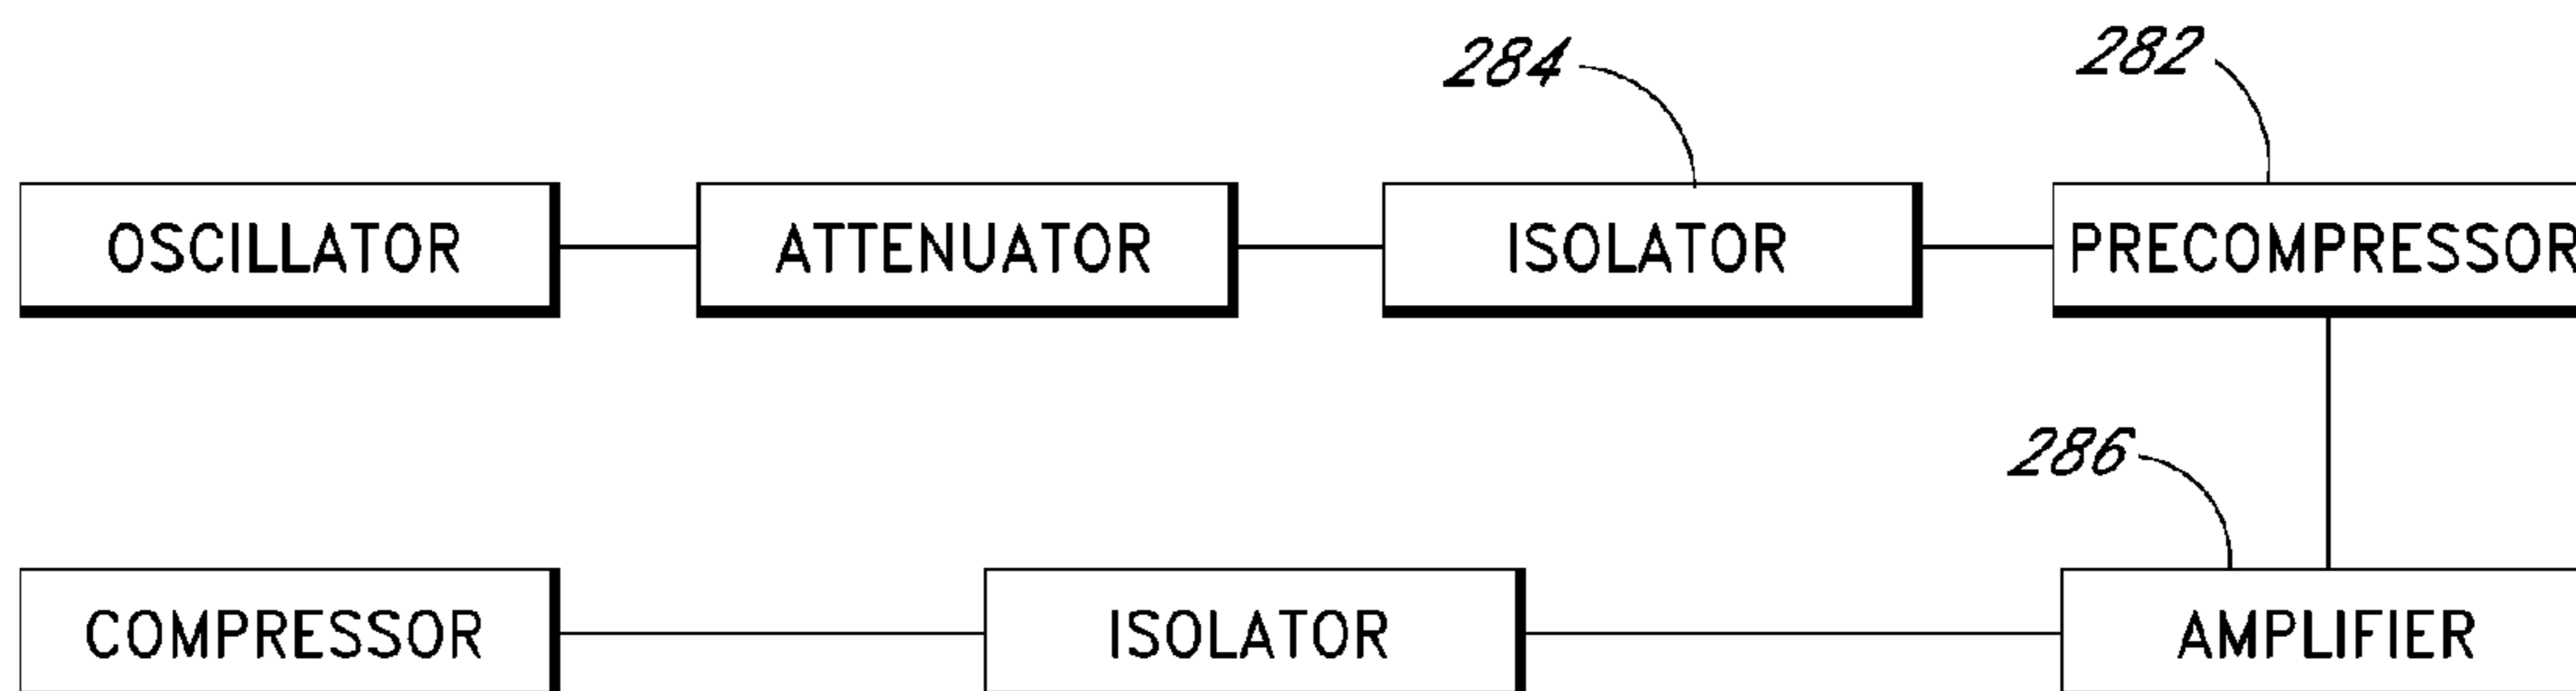 284
282
OSCILLATOR
ATTENUATOR
ISOLATOR
PRECOMPRESSOR
286
COMPRESSOR
ISOLATOR
AMPLIFIER